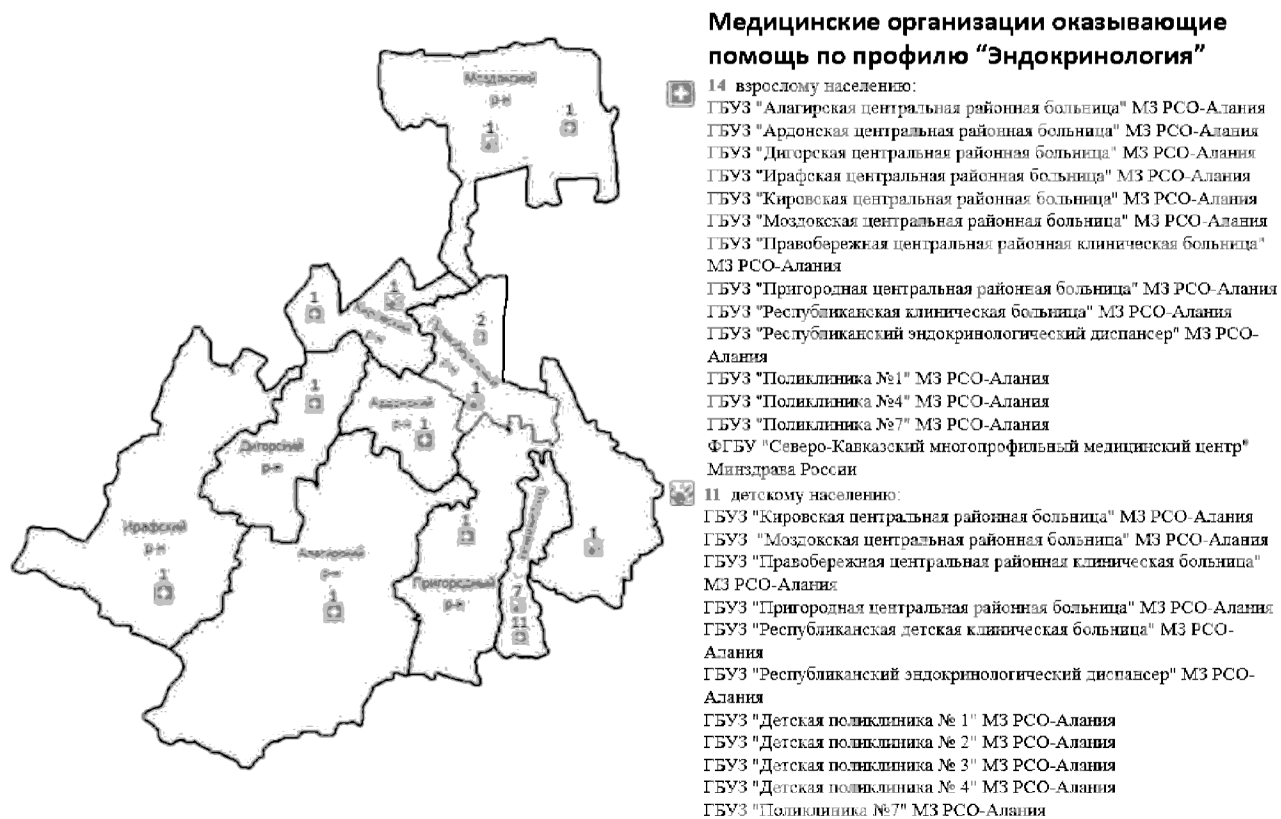 Медицинские организации оказывающие
помощь по профилю “Эндокринология”
14 взрослому населению:
ГБУЗ "Алагирская центральная районная больница" МЗ РСО-Алания
ГБУЗ "Ардонская центральная районная больница" МЗ РСО-Алания
ГБУЗ "Дигорская центральная районная больница" МЗ РСО-Алания
ГБУЗ "Ирафская центральная районная больница" МЗ РСО-Алания
ГБУЗ "Кировская центральная районная больница" МЗ РСО-Алания
ГБУЗ "Моздокская центральная районная больница" МЗ РСО-Алания
ГБУЗ "Правобережная центральная районная клиническая больница"
МЗ РСО-Алания
ГБУЗ "Пригородная центральная районная больница" МЗ РСО-Алания
ГБУЗ "Республиканская клиническая больница" МЗ РСО-Алания
ГБУЗ "Республиканский эндокринологический диспансер" МЗ РСО-
Алания
ГБУЗ "Поликлиника №1" МЗ РСО-Алания
ГБУЗ "Поликлиника №4" МЗ РСО-Алания
ГБУЗ "Поликлиника №7" МЗ РСО-Алания
ФГБУ "Северо-Кавказский многопрофильный медицинский центр"
Минздрава России
11 детскому населению:
ГБУЗ "Кировская центральная районная больница" МЗ РСО-Алания
ГБУЗ "Моздокская центральная районная больница" МЗ РСО-Алания
ГБУЗ "Правобережная центральная районная клиническая больница"
МЗ РСО-Алания
ГБУЗ "Пригородная центральная районная больница" МЗ РСО-Алания
ГБУЗ "Республиканская детская клиническая больница" МЗ РСО-
Алания
ГБУЗ "Республиканский эндокринологический диспансер" МЗ РСО-
Алания
ГБУЗ "Детская поликлиника № 1" МЗ РСО-Алания
ГБУЗ "Детская поликлиника № 2" МЗ РСО-Алания
ГБУЗ "Детская поликлиника № 3" МЗ РСО-Алания
ГБУЗ "Детская поликлиника № 4" МЗ РСО-Алания
ГБУЗ "Поликлиника №7" МЗ РСО-Алания
Моздокский
р-н
1
1
1
1
Кировский
р-н
2
1
1
Ардонский
р-н 1
Дигорский
р-н
Ирафский
р-н
1
Алагирский
р-н
1
1
Пригородный
р-н
1
7
11